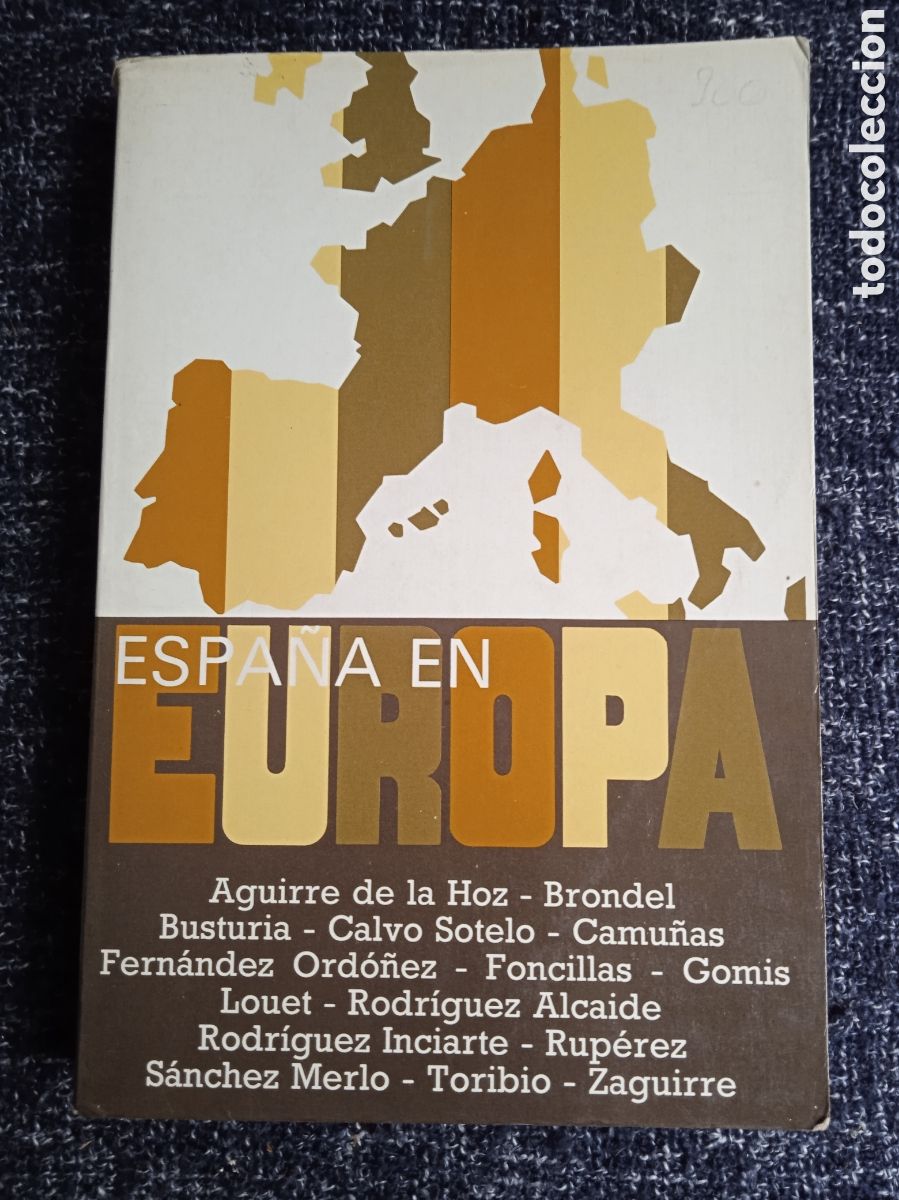 900
ESPAÑA EN
EUROPA
Aguirre de la Hoz - Brondel
Busturia - Calvo Sotelo - Camuñas
Fernández Ordóñez - Foncillas - Gomis
Louet - Rodríguez Alcaide
Rodríguez Inciarte - Rupérez
Sánchez Merlo - Toribio - Zaguirre
todocoleccion